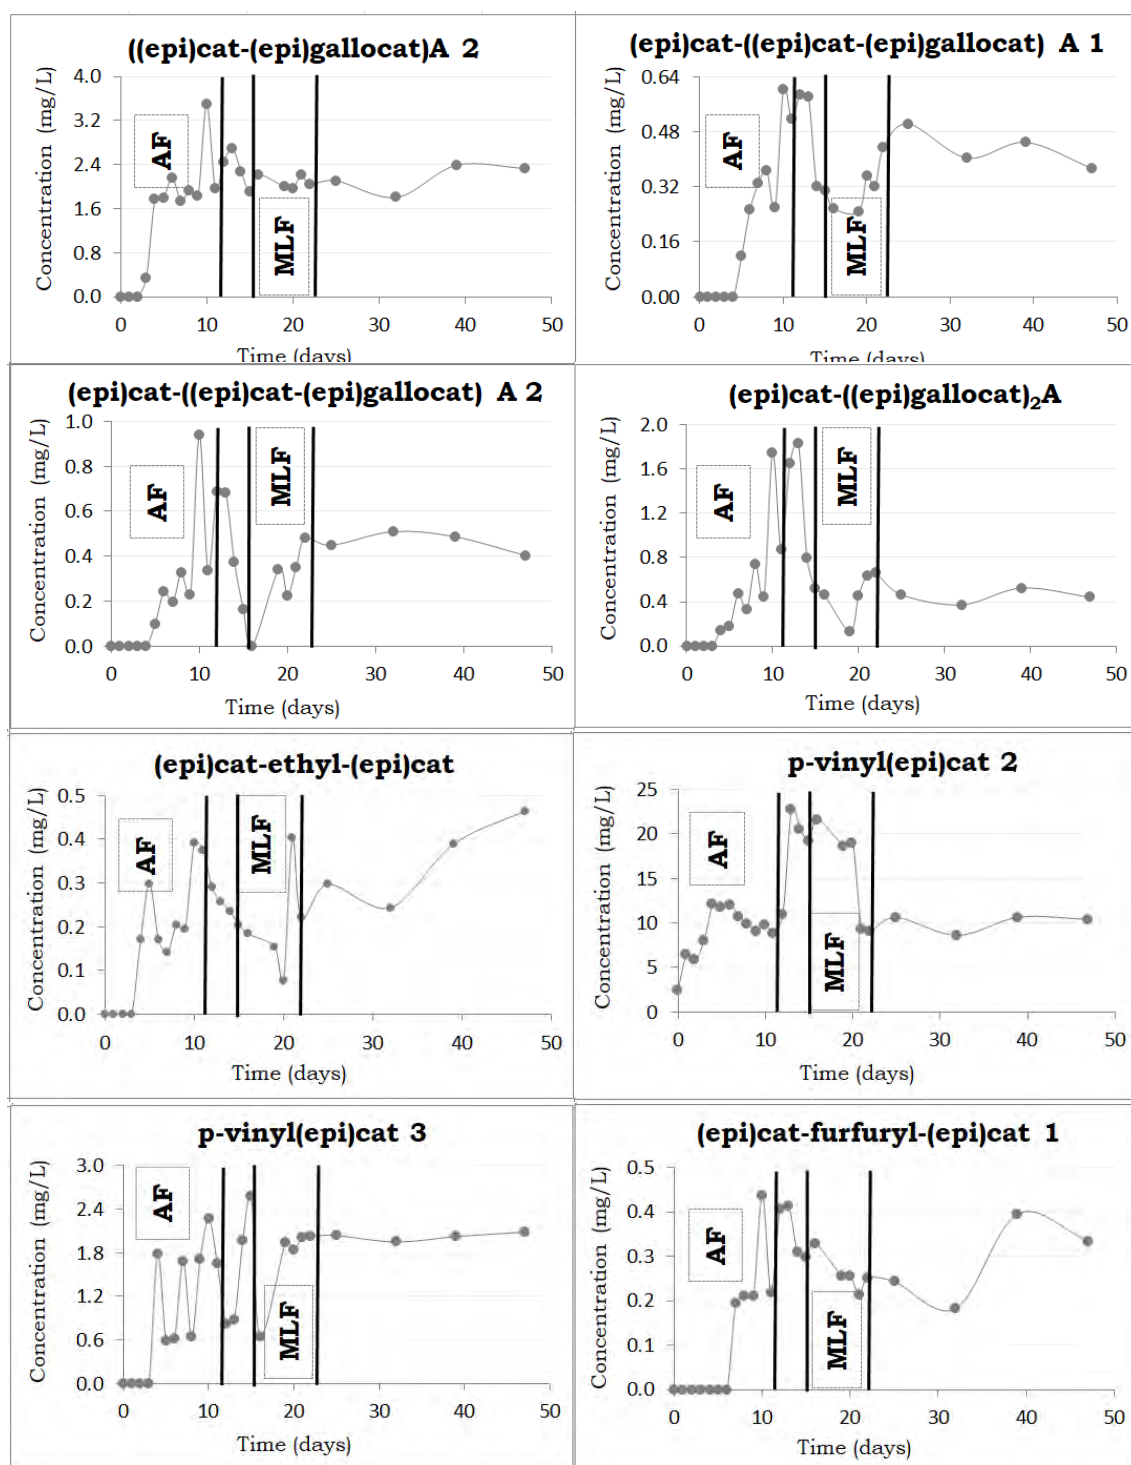 ((epi)cat-(epi)gallocat)A 2
Concentration (mg/L)
4.0
3.2
2.4
1.6
0.8
0.0
AF
MLF
0 10 20 30 40 50
Time (days)
(epi)cat-((epi)cat-(epi)gallocat) A 1
Concentration (mg/L)
0.64
0.48
0.32
0.16
0.00
AF
MLF
0 10 20 30 40 50
Time (days)
(epi)cat-((epi)cat-(epi)gallocat) A 2
Concentration (mg/L)
1.0
0.8
0.6
0.4
0.2
0.0
AF
MLF
0 10 20 30 40 50
Time (days)
(epi)cat-((epi)gallocat)₂A
Concentration (mg/L)
2.0
1.6
1.2
0.8
0.4
0.0
AF
MLF
0 10 20 30 40 50
Time (days)
(epi)cat-ethyl-(epi)cat
Concentration (mg/L)
0.5
0.4
0.3
0.2
0.1
0.0
AF
MLF
0 10 20 30 40 50
Time (days)
p-vinyl(epi)cat 2
Concentration (mg/L)
25
20
15
10
5
0
AF
MLF
0 10 20 30 40 50
Time (days)
p-vinyl(epi)cat 3
Concentration (mg/L)
3.0
2.4
1.8
1.2
0.6
0.0
AF
MLF
0 10 20 30 40 50
Time (days)
(epi)cat-furfuryl-(epi)cat 1
Concentration (mg/L)
0.5
0.4
0.3
0.2
0.1
0.0
AF
MLF
0 10 20 30 40 50
Time (days)